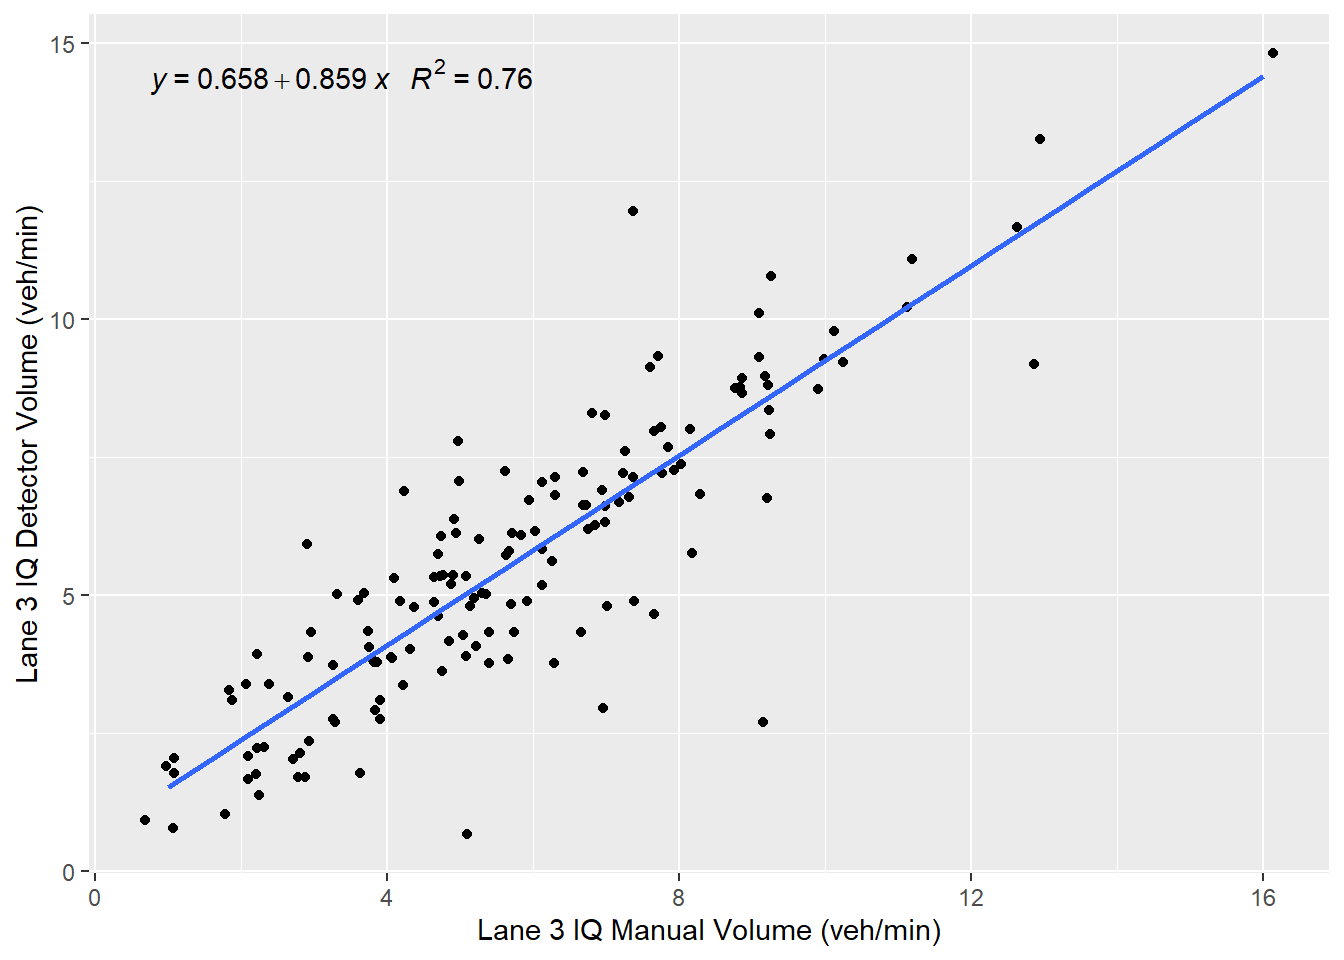 y = 0.658 + 0.859 x R² = 0.76
15
10
5
0
0 4 8 12 16
Lane 3 IQ Manual Volume (veh/min)
Lane 3 IQ Detector Volume (veh/min)